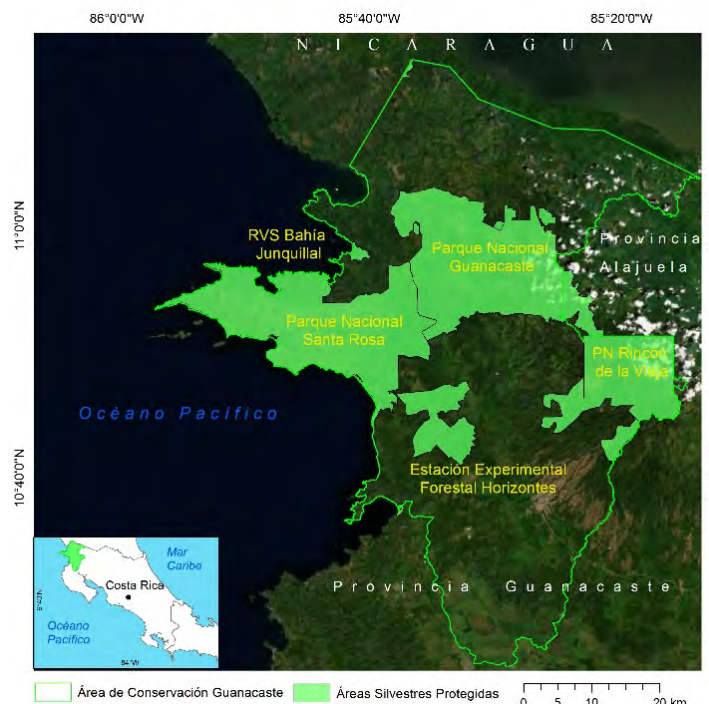 86°0'0"W 85°40'0"W 85°20'0"W
NICARAGUA
11°0'0"N
RVS Bahía
Junquillal
Parque Nacional
Guanacaste
Provincia
Alajuela
Parque Nacional
Santa Rosa
PN Rincón
de la Vieja
Océano Pacífico
10°40'0"N
Estación Experimental
Forestal Horizontes
Provincia Guanacaste
Mar
Caribe
Costa Rica
Océano
Pacífico
84°W
Área de Conservación Guanacaste
Áreas Silvestres Protegidas
0 5 10 20 km